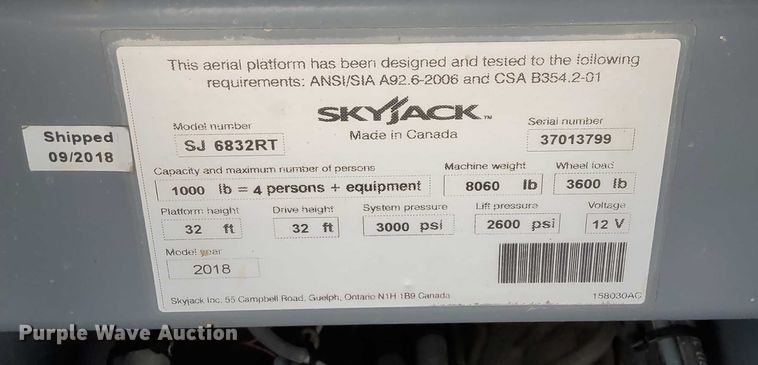 This aerial platform has been designed and tested to the following
requirements: ANSI/SIA A92.6-2006 and CSA B354.2-01
SKYJACK™
Made in Canada
Model number
SJ 6832RT
Serial number
37013799
Shipped
09/2018
Capacity and maximum number of persons
1000 lb = 4 persons + equipment
Machine weight
8060 lb
Wheel load
3600 lb
Platform height
32 ft
Drive height
32 ft
System pressure
3000 psi
Lift pressure
2600 psi
Voltage
12 V
Model year
2018
Skyjack Inc. 55 Campbell Road, Guelph, Ontario N1H 1B9 Canada
158030AC
Purple Wave Auction